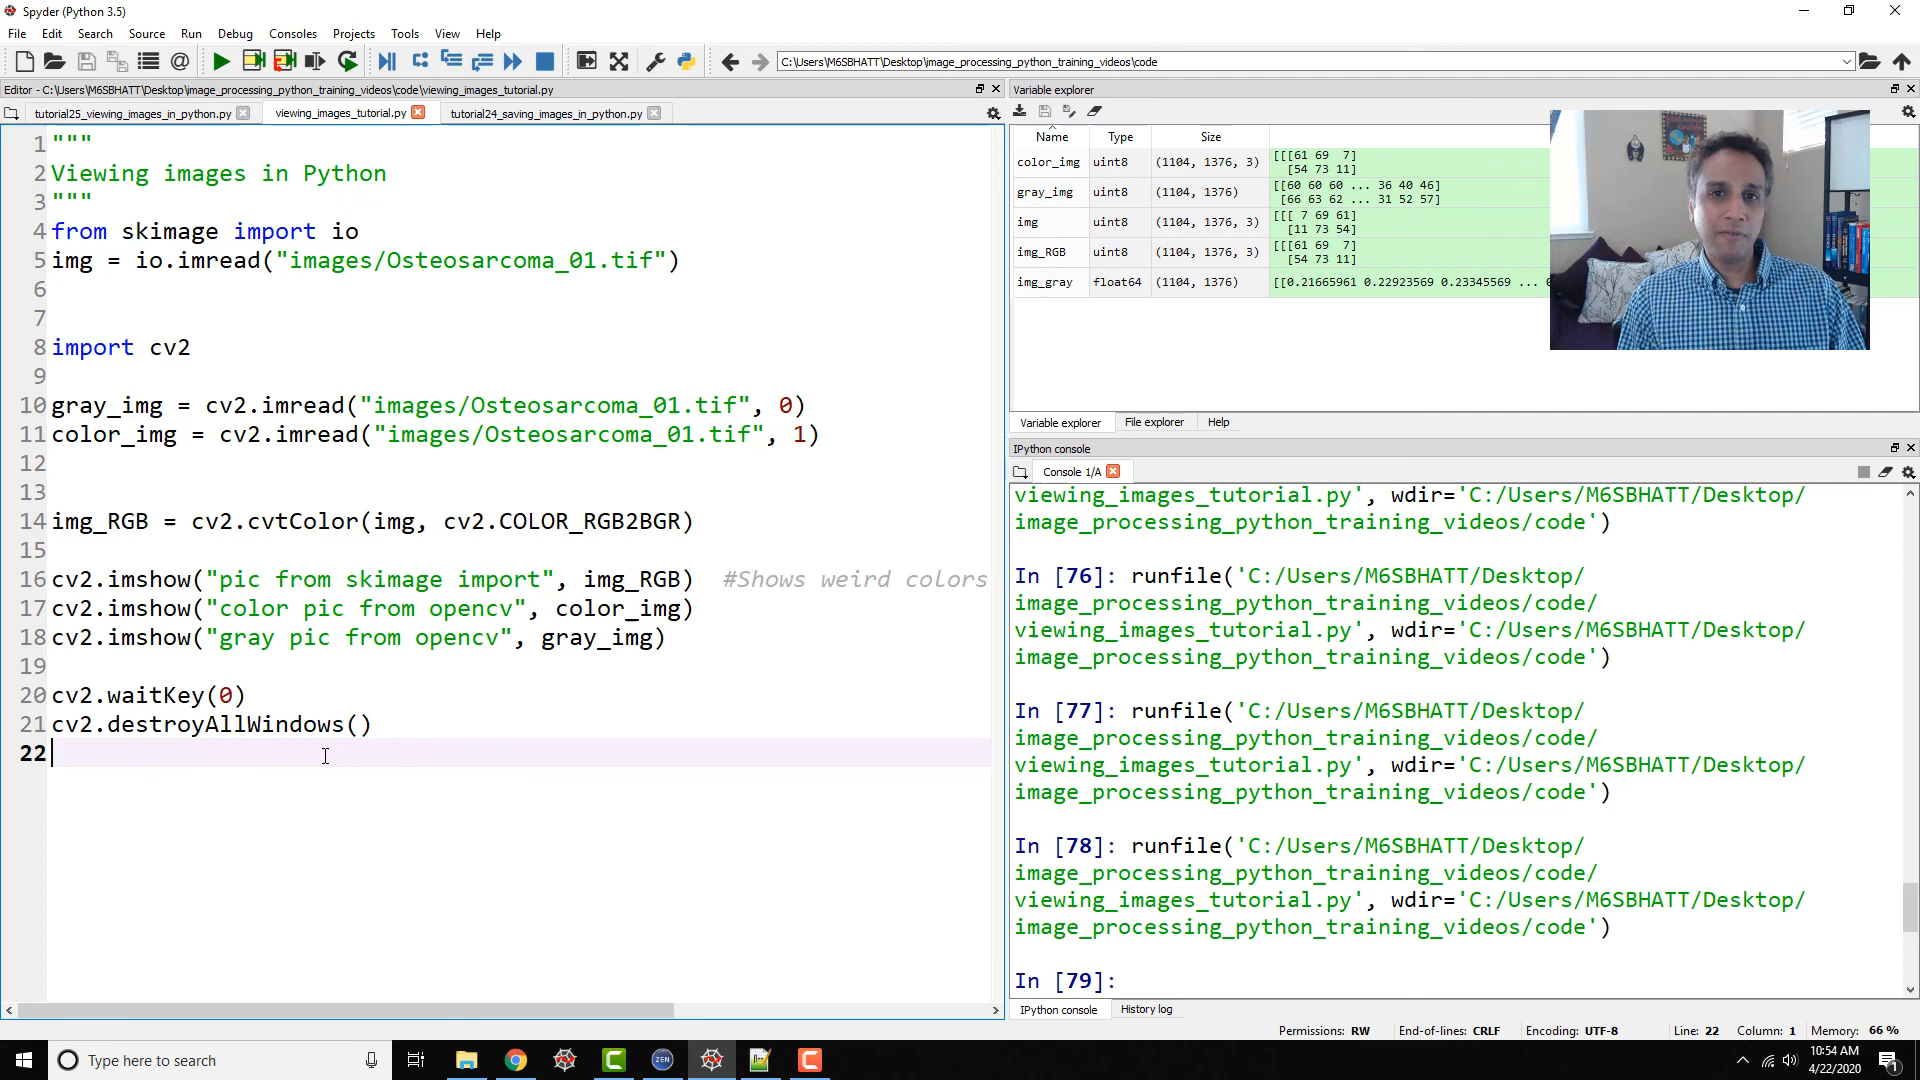 Spyder (Python 3.5)
File Edit Search Source Run Debug Consoles Projects Tools View Help
C:\Users\M6SBHATT\Desktop\image_processing_python_training_videos\code
Editor - C:\Users\M6SBHATT\Desktop\image_processing_python_training_videos\code\viewing_images_tutorial.py
tutorial25_viewing_images_in_python.py viewing_images_tutorial.py tutorial24_saving_images_in_python.py
1 """
2 Viewing images in Python
3 """
4 from skimage import io
5 img = io.imread("images/Osteosarcoma_01.tif")
6
7
8 import cv2
9
10 gray_img = cv2.imread("images/Osteosarcoma_01.tif", 0)
11 color_img = cv2.imread("images/Osteosarcoma_01.tif", 1)
12
13
14 img_RGB = cv2.cvtColor(img, cv2.COLOR_RGB2BGR)
15
16 cv2.imshow("pic from skimage import", img_RGB)  #Shows weird colors
17 cv2.imshow("color pic from opencv", color_img)
18 cv2.imshow("gray pic from opencv", gray_img)
19
20 cv2.waitKey(0)
21 cv2.destroyAllWindows()
22
Variable explorer
Name Type Size
color_img uint8 (1104, 1376, 3) [[[61 69  7]
[54 73 11]
gray_img uint8 (1104, 1376) [[60 60 60 ... 36 40 46]
[66 63 62 ... 31 52 57]
img uint8 (1104, 1376, 3) [[[ 7 69 61]
[11 73 54]
img_RGB uint8 (1104, 1376, 3) [[[61 69  7]
[54 73 11]
img_gray float64 (1104, 1376) [[0.21665961 0.22923569 0.23345569 ... 0
Variable explorer File explorer Help
IPython console
Console 1/A
viewing_images_tutorial.py', wdir='C:/Users/M6SBHATT/Desktop/
image_processing_python_training_videos/code')
In [76]: runfile('C:/Users/M6SBHATT/Desktop/
image_processing_python_training_videos/code/
viewing_images_tutorial.py', wdir='C:/Users/M6SBHATT/Desktop/
image_processing_python_training_videos/code')
In [77]: runfile('C:/Users/M6SBHATT/Desktop/
image_processing_python_training_videos/code/
viewing_images_tutorial.py', wdir='C:/Users/M6SBHATT/Desktop/
image_processing_python_training_videos/code')
In [78]: runfile('C:/Users/M6SBHATT/Desktop/
image_processing_python_training_videos/code/
viewing_images_tutorial.py', wdir='C:/Users/M6SBHATT/Desktop/
image_processing_python_training_videos/code')
In [79]:
IPython console History log
Permissions: RW End-of-lines: CRLF Encoding: UTF-8 Line: 22 Column: 1 Memory: 66 %
Type here to search
ZEN
10:54 AM
4/22/2020
1